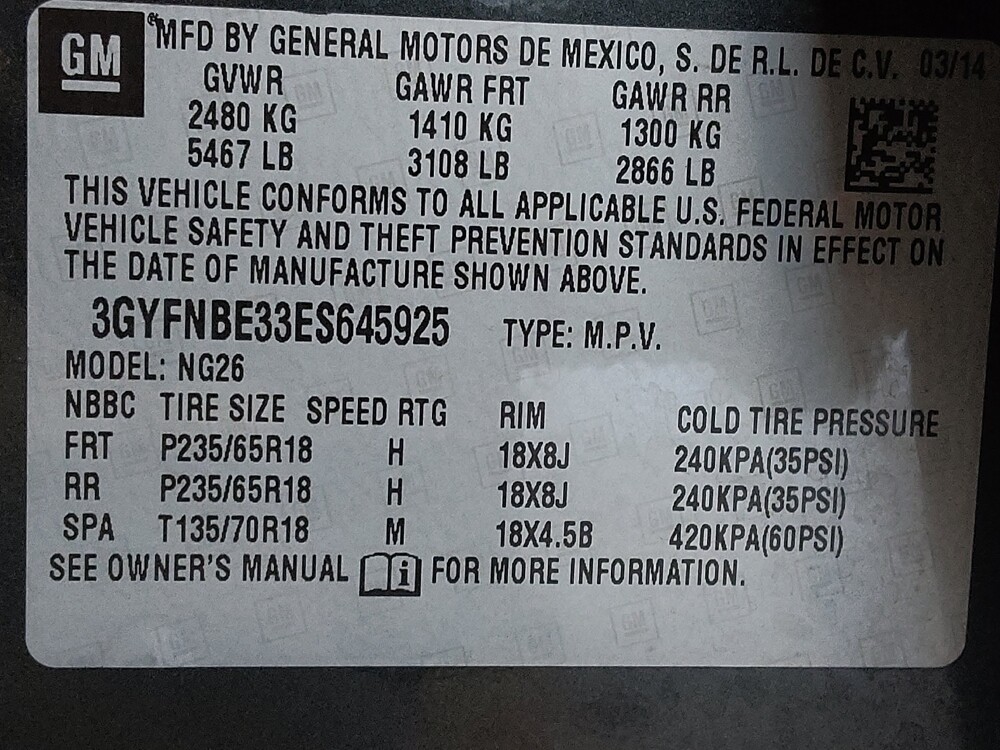 GM MFD BY GENERAL MOTORS DE MEXICO, S. DE R.L. DE C.V. 03/14
GVWR GAWR FRT GAWR RR
2480 KG 1410 KG 1300 KG
5467 LB 3108 LB 2866 LB
THIS VEHICLE CONFORMS TO ALL APPLICABLE U.S. FEDERAL MOTOR
VEHICLE SAFETY AND THEFT PREVENTION STANDARDS IN EFFECT ON
THE DATE OF MANUFACTURE SHOWN ABOVE.
3GYFNBE33ES645925 TYPE: M.P.V.
MODEL: NG26
NBBC TIRE SIZE SPEED RTG RIM COLD TIRE PRESSURE
FRT P235/65R18 H 18X8J 240KPA(35PSI)
RR P235/65R18 H 18X8J 240KPA(35PSI)
SPA T135/70R18 M 18X4.5B 420KPA(60PSI)
SEE OWNER'S MANUAL i FOR MORE INFORMATION.